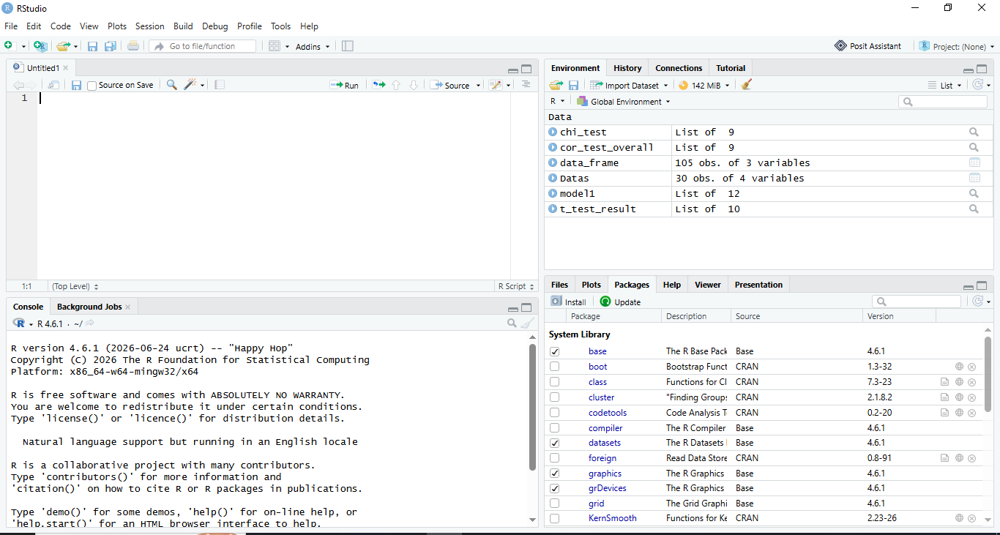 RStudio
File Edit Code View Plots Session Build Debug Profile Tools Help
Go to file/function Addins Posit Assistant Project: (None)
Untitled1
Source on Save Run Source
1
1:1 (Top Level) R Script
Console Background Jobs
R 4.6.1 · ~/
R version 4.6.1 (2026-06-24 ucrt) -- "Happy Hop"
Copyright (C) 2026 The R Foundation for Statistical Computing
Platform: x86_64-w64-mingw32/x64
R is free software and comes with ABSOLUTELY NO WARRANTY.
You are welcome to redistribute it under certain conditions.
Type 'license()' or 'licence()' for distribution details.
Natural language support but running in an English locale
R is a collaborative project with many contributors.
Type 'contributors()' for more information and
'citation()' on how to cite R or R packages in publications.
Type 'demo()' for some demos, 'help()' for on-line help, or
'help.start()' for an HTML browser interface to help.
Environment History Connections Tutorial
Import Dataset 142 MiB List
R Global Environment
Data
chi_test List of 9
cor_test_overall List of 9
data_frame 105 obs. of 3 variables
Datas 30 obs. of 4 variables
model1 List of 12
t_test_result List of 10
Files Plots Packages Help Viewer Presentation
Install Update
Package Description Source Version
System Library
base The R Base Pack Base 4.6.1
boot Bootstrap Funct CRAN 1.3-32
class Functions for Cl CRAN 7.3-23
cluster "Finding Groups CRAN 2.1.8.2
codetools Code Analysis T CRAN 0.2-20
compiler The R Compiler Base 4.6.1
datasets The R Datasets Base 4.6.1
foreign Read Data Store CRAN 0.8-91
graphics The R Graphics Base 4.6.1
grDevices The R Graphics Base 4.6.1
grid The Grid Graphi Base 4.6.1
KernSmooth Functions for Ke CRAN 2.23-26